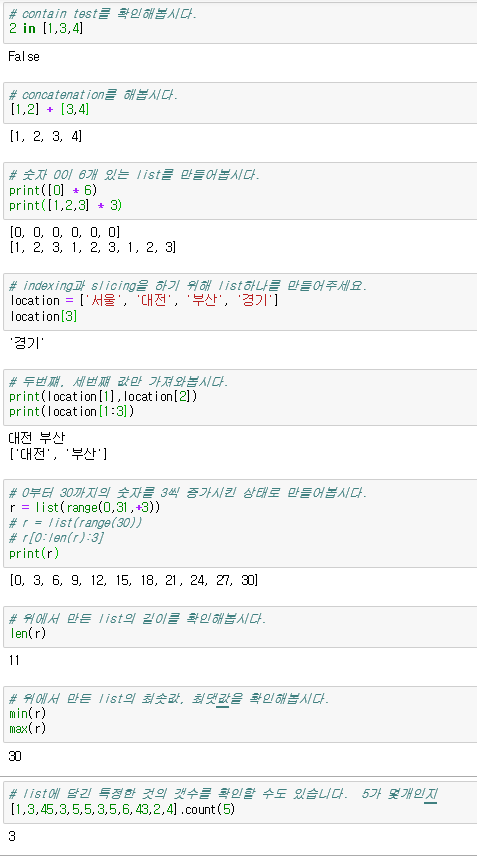 # contain test를 확인해봅시다.
2 in [1,3,4]
False
# concatenation를 해봅시다.
[1,2] + [3,4]
[1, 2, 3, 4]
# 숫자 0이 6개 있는 list를 만들어봅시다.
print([0] * 6)
print([1,2,3] * 3)
[0, 0, 0, 0, 0, 0]
[1, 2, 3, 1, 2, 3, 1, 2, 3]
# indexing과 slicing을 하기 위해 list하나를 만들어주세요.
location = ['서울', '대전', '부산', '경기']
location[3]
'경기'
# 두번째, 세번째 값만 가져와봅시다.
print(location[1],location[2])
print(location[1:3])
대전 부산
['대전', '부산']
# 0부터 30까지의 숫자를 3씩 증가시킨 상태로 만들어봅시다.
r = list(range(0,31,+3))
# r = list(range(30))
# r[0:len(r):3]
print(r)
[0, 3, 6, 9, 12, 15, 18, 21, 24, 27, 30]
# 위에서 만든 list의 길이를 확인해봅시다.
len(r)
11
# 위에서 만든 list의 최솟값, 최댓값을 확인해봅시다.
min(r)
max(r)
30
# list에 담긴 특정한 것의 갯수를 확인할 수도 있습니다. 5가 몇개인지
[1,3,45,3,5,5,3,5,6,43,2,4].count(5)
3